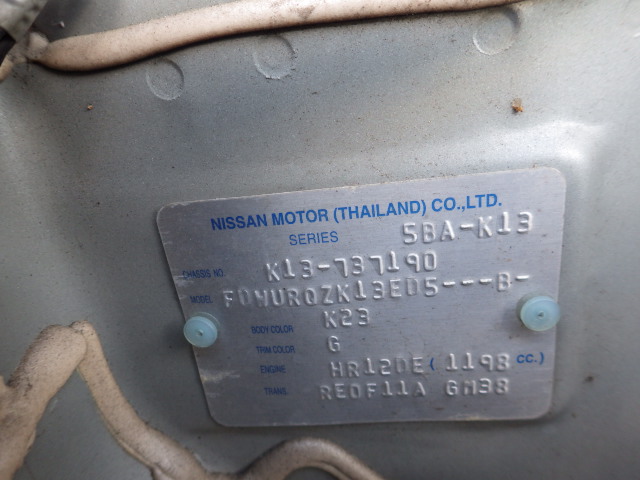 NISSAN MOTOR (THAILAND) CO.,LTD.
SERIES 5BA-K13
CHASSIS NO. K13-737190
MODEL FDWURQZK13ED5---B-
BODY COLOR K23
TRIM COLOR G
ENGINE HR12DE ( 1198 CC.)
TRANS. RE0F11A GM38